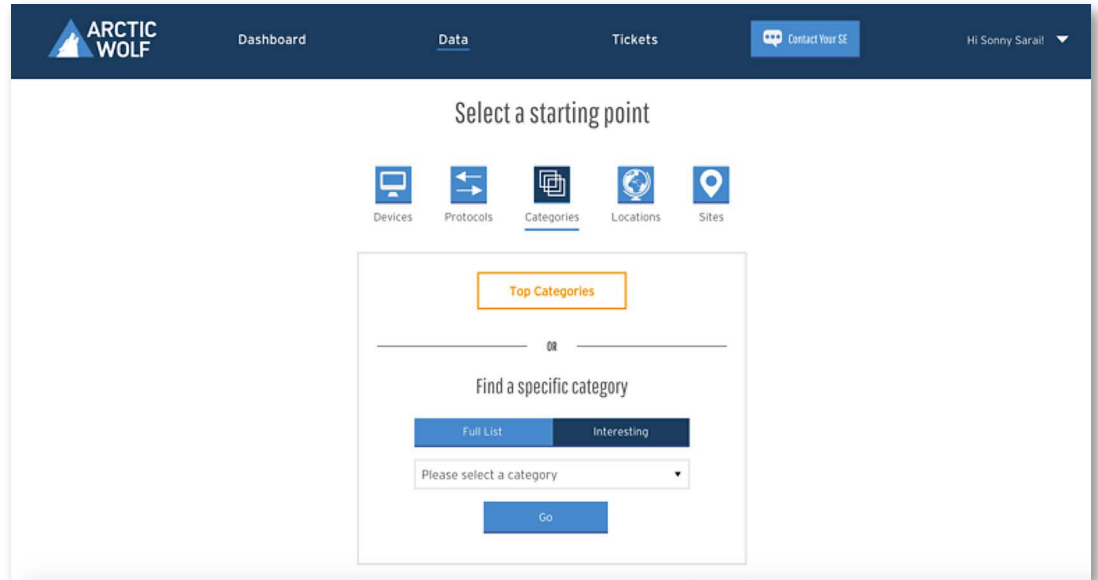 ARCTIC
WOLF
Dashboard
Data
Tickets
Contact Your SE
Hi Sonny Sarai!
Select a starting point
Devices
Protocols
Categories
Locations
Sites
Top Categories
OR
Find a specific category
Full List
Interesting
Please select a category
Go